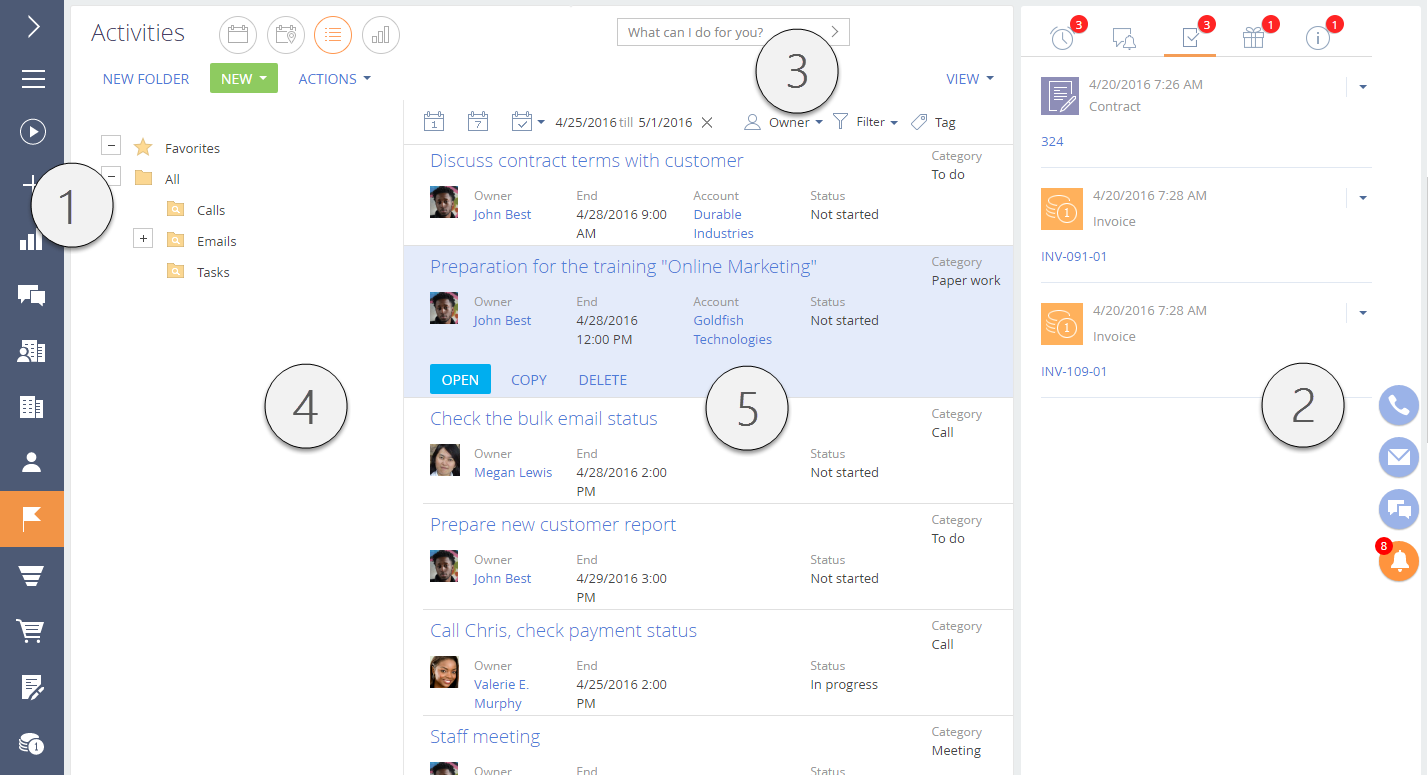 Activities
What can I do for you?
3
3
1
1
NEW FOLDER
NEW
ACTIONS
3
VIEW
4/20/2016 7:26 AM
Contract
324
1
7
4/25/2016 till 5/1/2016
Owner
Filter
Tag
Favorites
All
Calls
Emails
Tasks
1
Discuss contract terms with customer
Category
To do
Owner
End
Account
Status
John Best
4/28/2016 9:00
AM
Durable
Industries
Not started
4/20/2016 7:28 AM
Invoice
1
INV-091-01
Preparation for the training "Online Marketing"
Category
Paper work
Owner
End
Account
Status
John Best
4/28/2016
12:00 PM
Goldfish
Technologies
Not started
OPEN
COPY
DELETE
4/20/2016 7:28 AM
Invoice
1
INV-109-01
4
5
2
Check the bulk email status
Category
Call
Owner
End
Status
Megan Lewis
4/28/2016 2:00
PM
Not started
Prepare new customer report
Category
To do
Owner
End
Status
John Best
4/29/2016 3:00
PM
Not started
8
Call Chris, check payment status
Category
Call
Owner
End
Status
Valerie E.
Murphy
4/25/2016 2:00
PM
In progress
Staff meeting
Category
Meeting
Owner
End
Status
1